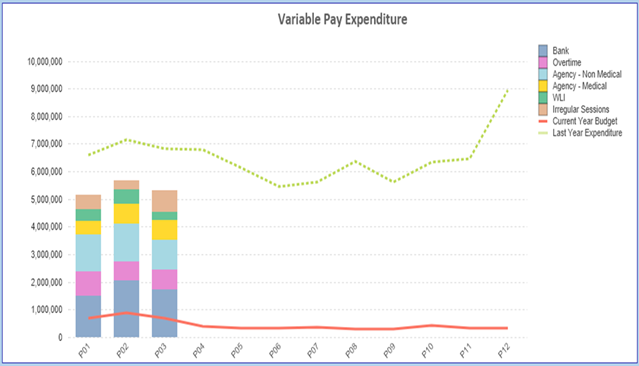 Variable Pay Expenditure
10,000,000
9,000,000
8,000,000
7,000,000
6,000,000
5,000,000
4,000,000
3,000,000
2,000,000
1,000,000
0
P01
P02
P03
P04
P05
P06
P07
P08
P09
P10
P11
P12
Bank
Overtime
Agency - Non Medical
Agency - Medical
WLI
Irregular Sessions
Current Year Budget
Last Year Expenditure